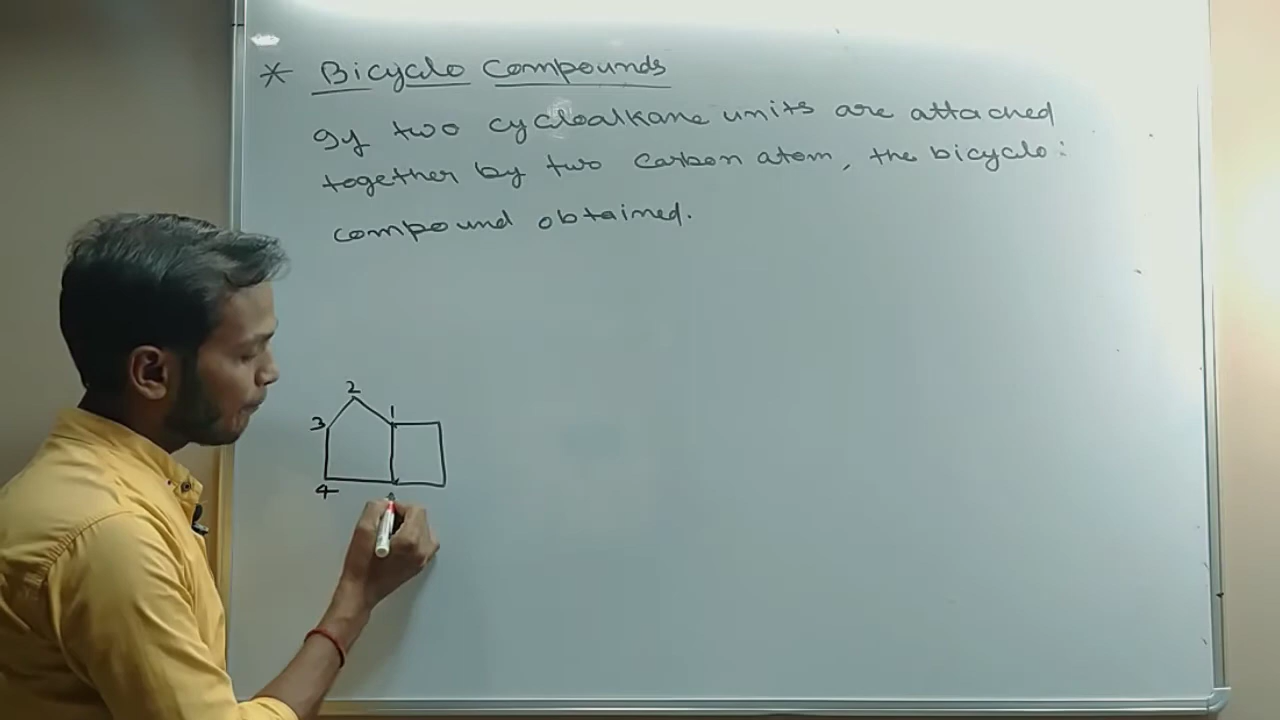 * Bicyclo Compounds
If two cycloalkane units are attached
together by two carbon atom, the bicyclo:
compound obtained.
2
1
3
4